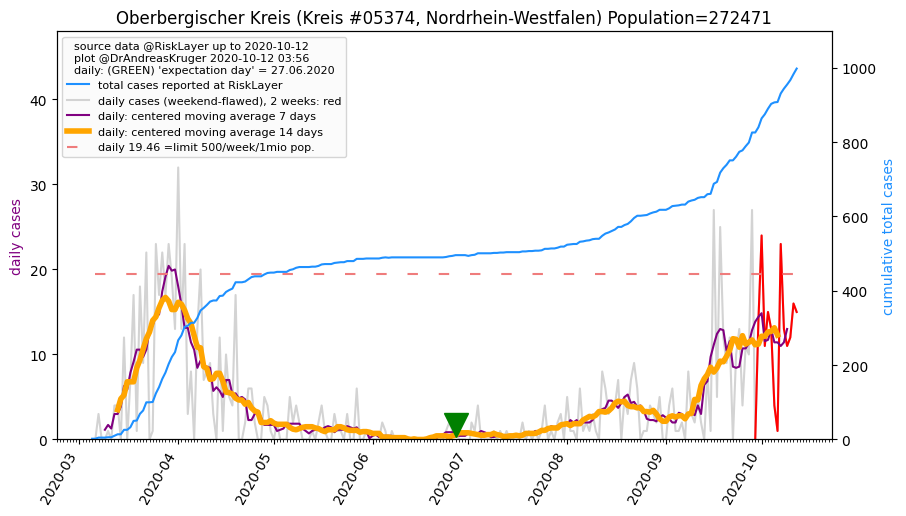 Oberbergischer Kreis (Kreis #05374, Nordrhein-Westfalen) Population=272471
source data @RiskLayer up to 2020-10-12
plot @DrAndreasKruger 2020-10-12 03:56
daily: (GREEN) 'expectation day' = 27.06.2020
total cases reported at RiskLayer
daily cases (weekend-flawed), 2 weeks: red
daily: centered moving average 7 days
daily: centered moving average 14 days
daily 19.46 =limit 500/week/1mio pop.
daily cases
40
30
20
10
0
cumulative total cases
1000
800
600
400
200
0
2020-03
2020-04
2020-05
2020-06
2020-07
2020-08
2020-09
2020-10